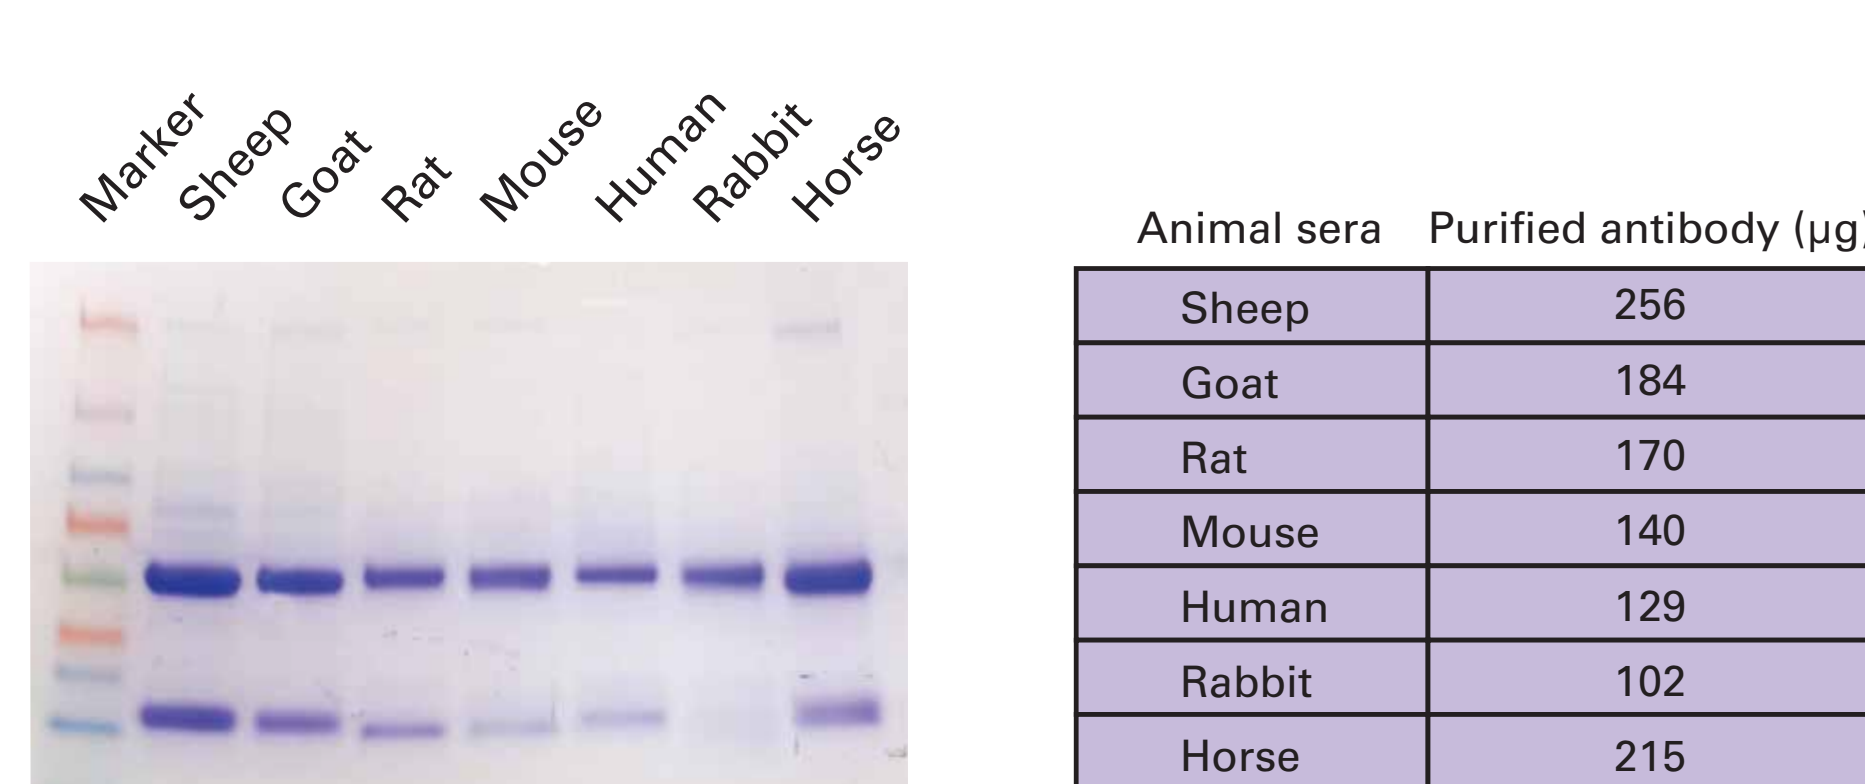 Marker
Sheep
Goat
Rat
Mouse
Human
Rabbit
Horse
Animal sera Purified antibody (µg)
Sheep 256
Goat 184
Rat 170
Mouse 140
Human 129
Rabbit 102
Horse 215